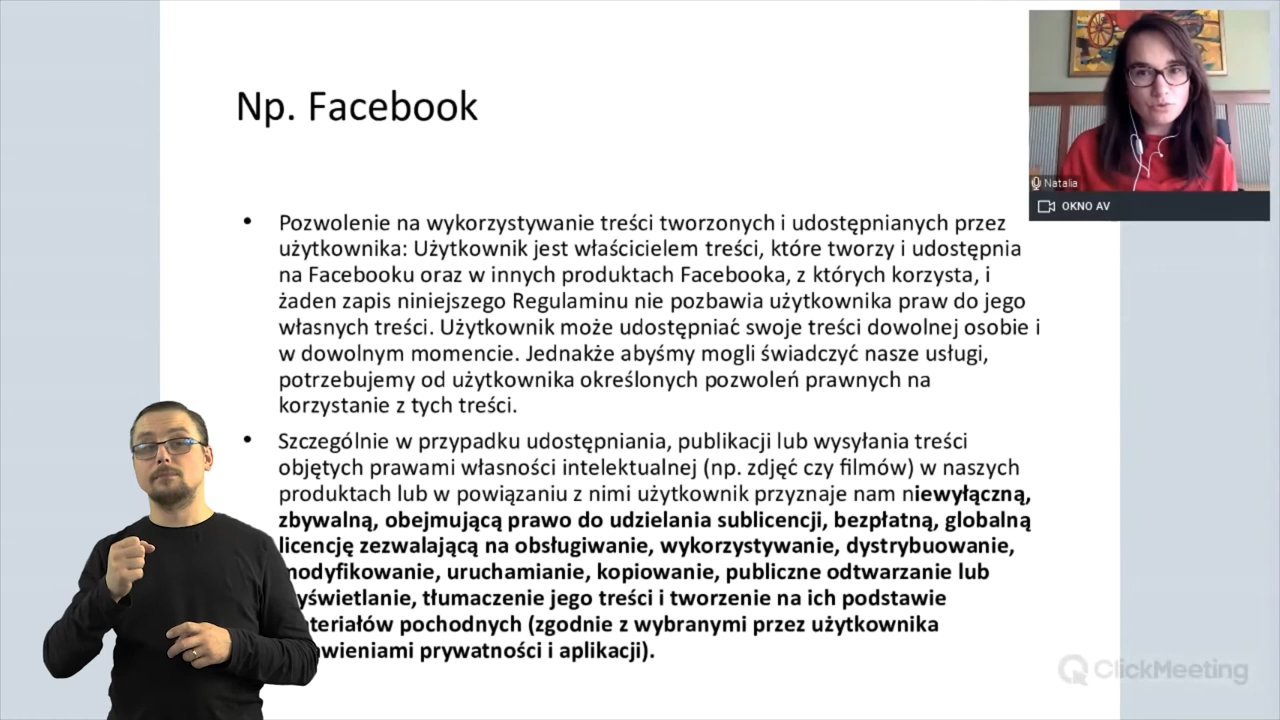 Np. Facebook
Natalia
OKNO AV
• Pozwolenie na wykorzystywanie treści tworzonych i udostępnianych przez
użytkownika: Użytkownik jest właścicielem treści, które tworzy i udostępnia
na Facebooku oraz w innych produktach Facebooka, z których korzysta, i
żaden zapis niniejszego Regulaminu nie pozbawia użytkownika praw do jego
własnych treści. Użytkownik może udostępniać swoje treści dowolnej osobie i
w dowolnym momencie. Jednakże abyśmy mogli świadczyć nasze usługi,
potrzebujemy od użytkownika określonych pozwoleń prawnych na
korzystanie z tych treści.
• Szczególnie w przypadku udostępniania, publikacji lub wysyłania treści
objętych prawami własności intelektualnej (np. zdjęć czy filmów) w naszych
produktach lub w powiązaniu z nimi użytkownik przyznaje nam niewyłączną,
zbywalną, obejmującą prawo do udzielania sublicencji, bezpłatną, globalną
licencję zezwalającą na obsługiwanie, wykorzystywanie, dystrybuowanie,
modyfikowanie, uruchamianie, kopiowanie, publiczne odtwarzanie lub
yświetlanie, tłumaczenie jego treści i tworzenie na ich podstawie
ateriałów pochodnych (zgodnie z wybranymi przez użytkownika
awieniami prywatności i aplikacji).
ClickMeeting